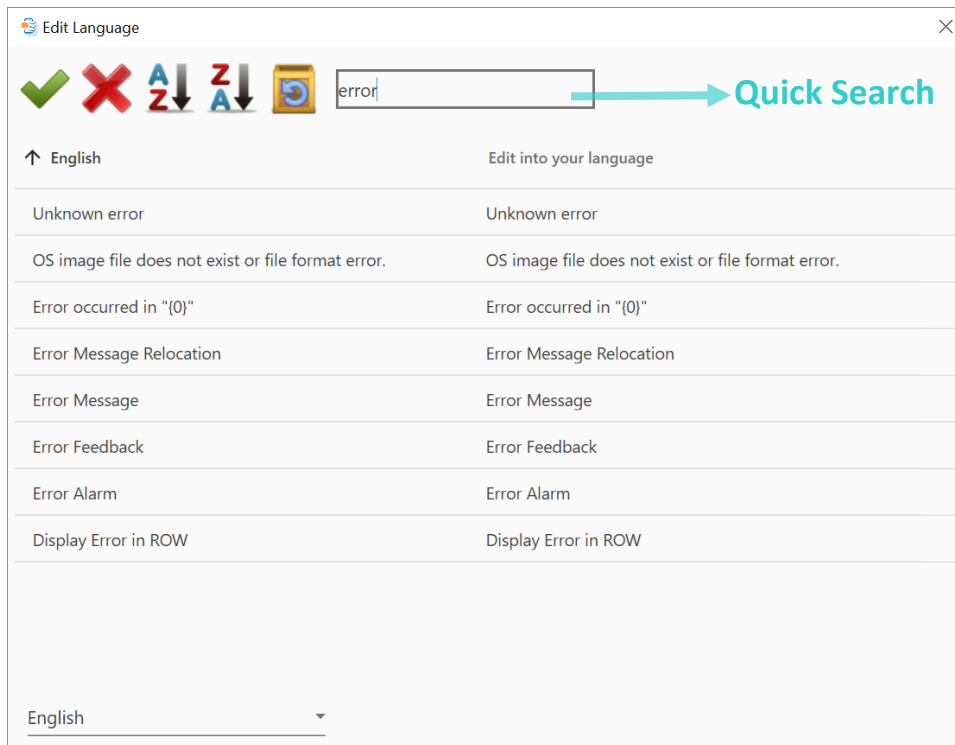 Edit Language
A
Z
Z
A
error
Quick Search
English Edit into your language
Unknown error Unknown error
OS image file does not exist or file format error. OS image file does not exist or file format error.
Error occurred in "{0}" Error occurred in "{0}"
Error Message Relocation Error Message Relocation
Error Message Error Message
Error Feedback Error Feedback
Error Alarm Error Alarm
Display Error in ROW Display Error in ROW
English